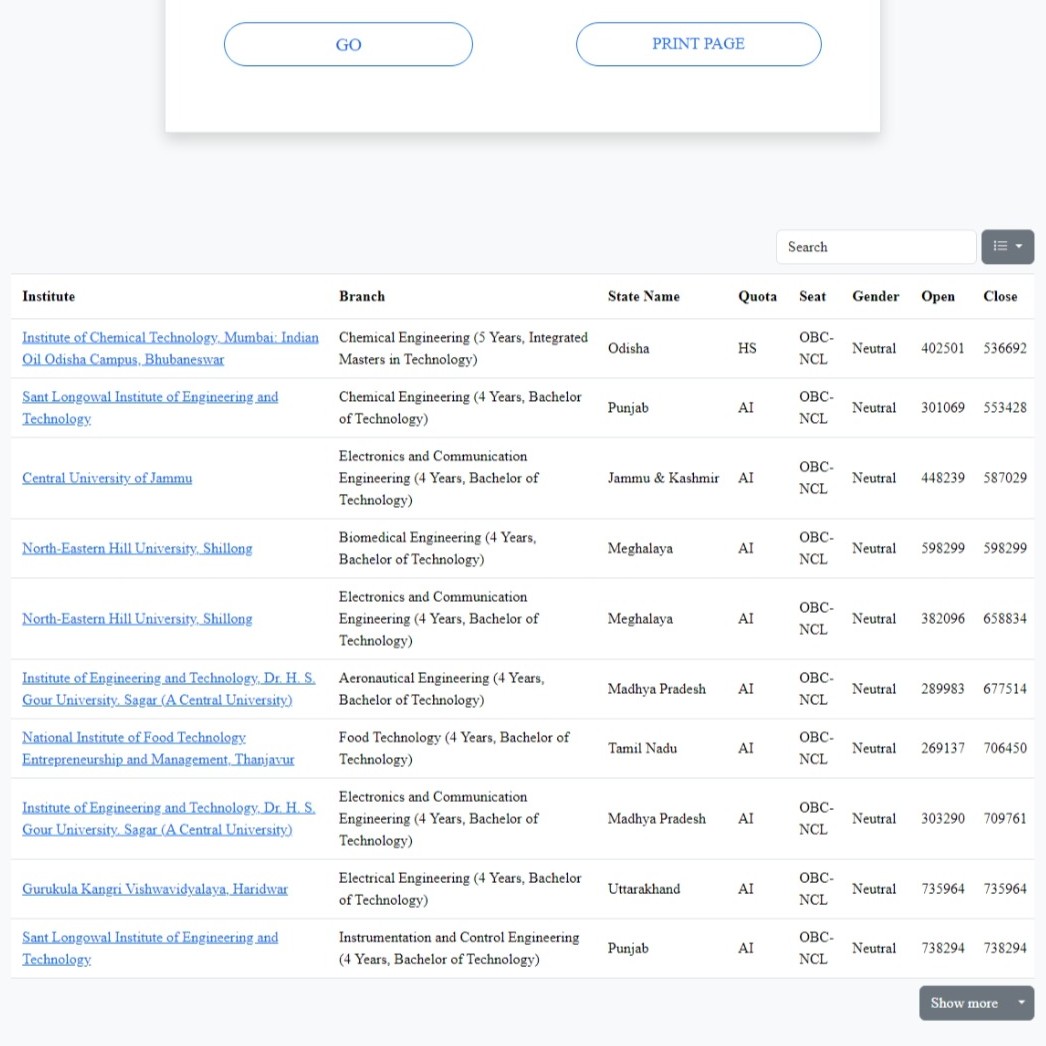 GO
PRINT PAGE
Search
Institute Branch State Name Quota Seat Gender Open Close
Institute of Chemical Technology, Mumbai: Indian Oil Odisha Campus, Bhubaneswar Chemical Engineering (5 Years, Integrated Masters in Technology) Odisha HS OBC-NCL Neutral 402501 536692
Sant Longowal Institute of Engineering and Technology Chemical Engineering (4 Years, Bachelor of Technology) Punjab AI OBC-NCL Neutral 301069 553428
Central University of Jammu Electronics and Communication Engineering (4 Years, Bachelor of Technology) Jammu & Kashmir AI OBC-NCL Neutral 448239 587029
North-Eastern Hill University, Shillong Biomedical Engineering (4 Years, Bachelor of Technology) Meghalaya AI OBC-NCL Neutral 598299 598299
North-Eastern Hill University, Shillong Electronics and Communication Engineering (4 Years, Bachelor of Technology) Meghalaya AI OBC-NCL Neutral 382096 658834
Institute of Engineering and Technology, Dr. H. S. Gour University. Sagar (A Central University) Aeronautical Engineering (4 Years, Bachelor of Technology) Madhya Pradesh AI OBC-NCL Neutral 289983 677514
National Institute of Food Technology Entrepreneurship and Management, Thanjavur Food Technology (4 Years, Bachelor of Technology) Tamil Nadu AI OBC-NCL Neutral 269137 706450
Institute of Engineering and Technology, Dr. H. S. Gour University. Sagar (A Central University) Electronics and Communication Engineering (4 Years, Bachelor of Technology) Madhya Pradesh AI OBC-NCL Neutral 303290 709761
Gurukula Kangri Vishwavidyalaya, Haridwar Electrical Engineering (4 Years, Bachelor of Technology) Uttarakhand AI OBC-NCL Neutral 735964 735964
Sant Longowal Institute of Engineering and Technology Instrumentation and Control Engineering (4 Years, Bachelor of Technology) Punjab AI OBC-NCL Neutral 738294 738294
Show more